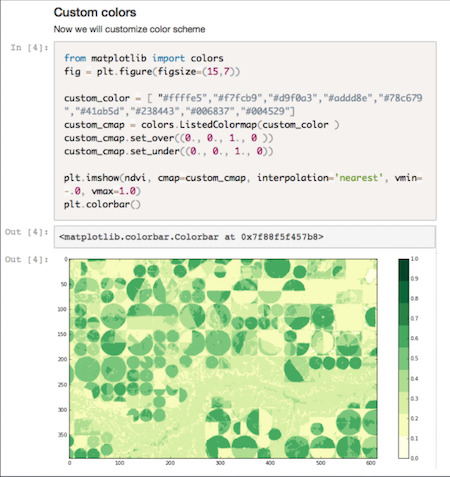 Custom colors
Now we will customize color scheme
In [4]:
from matplotlib import colors
fig = plt.figure(figsize=(15,7))
custom_color = [ "#ffffe5","#f7fcb9","#d9f0a3","#addd8e","#78c679
","#41ab5d","#238443","#006837","#004529"]
custom_cmap = colors.ListedColormap(custom_color )
custom_cmap.set_over((0., 0., 1., 0 ))
custom_cmap.set_under((0., 0., 1., 0))
plt.imshow(ndvi, cmap=custom_cmap, interpolation='nearest', vmin=
-.0, vmax=1.0)
plt.colorbar()
Out [4]:
<matplotlib.colorbar.Colorbar at 0x7f88f5f457b8>
Out [4]:
0
50
100
150
200
250
300
350
0 100 200 300 400 500 600
1.0
0.9
0.8
0.7
0.6
0.5
0.4
0.3
0.2
0.1
0.0